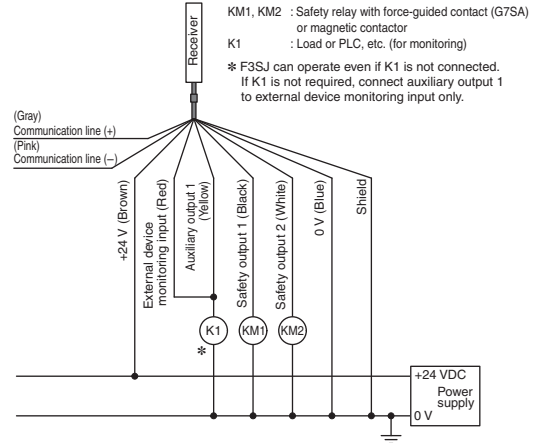 Receiver
KM1, KM2 : Safety relay with force-guided contact (G7SA)
or magnetic contactor
K1 : Load or PLC, etc. (for monitoring)
* F3SJ can operate even if K1 is not connected.
If K1 is not required, connect auxiliary output 1
to external device monitoring input only.
(Gray)
Communication line (+)
(Pink)
Communication line (−)
+24 V (Brown)
External device
monitoring input (Red)
Auxiliary output 1
(Yellow)
Safety output 1 (Black)
Safety output 2 (White)
0 V (Blue)
Shield
K1
KM1
KM2
*
+24 VDC
Power
supply
0 V